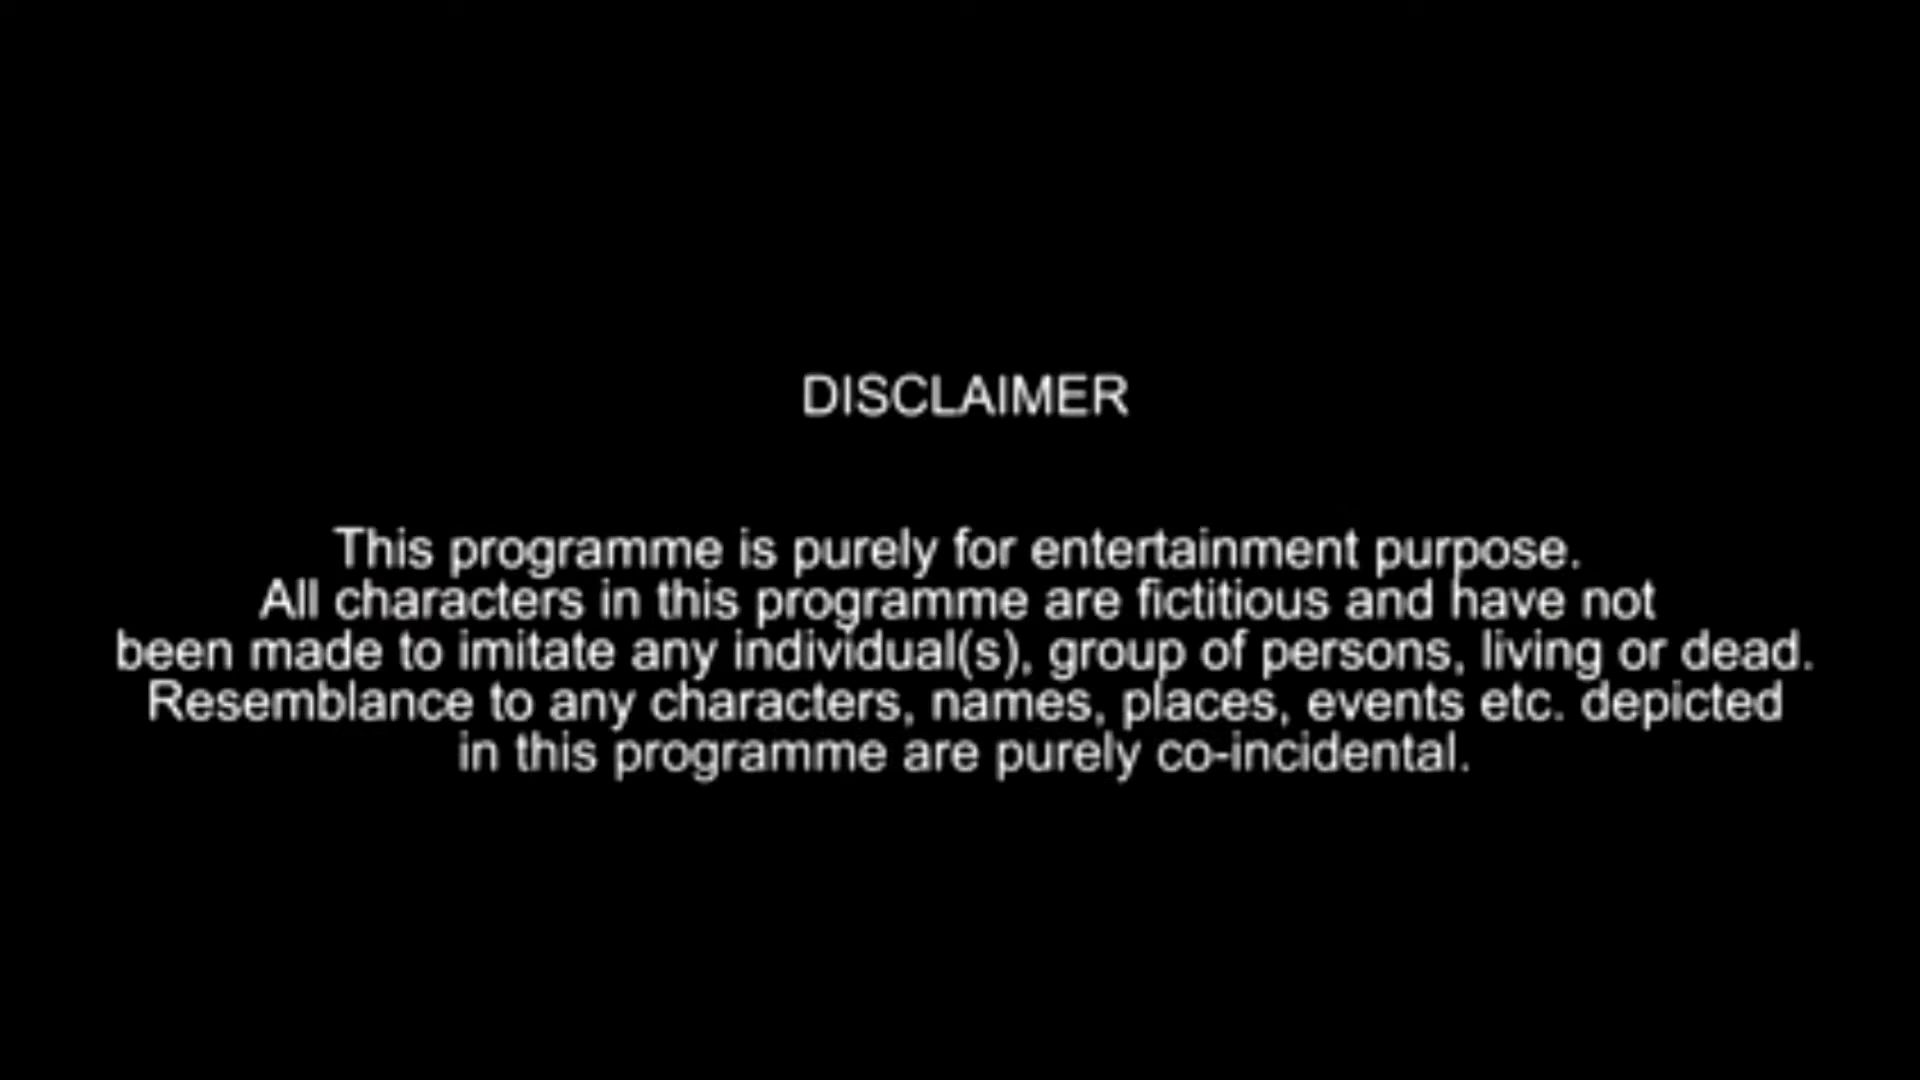 DISCLAIMER
This programme is purely for entertainment purpose.
All characters in this programme are fictitious and have not
been made to imitate any individual(s), group of persons, living or dead.
Resemblance to any characters, names, places, events etc. depicted
in this programme are purely co-incidental.